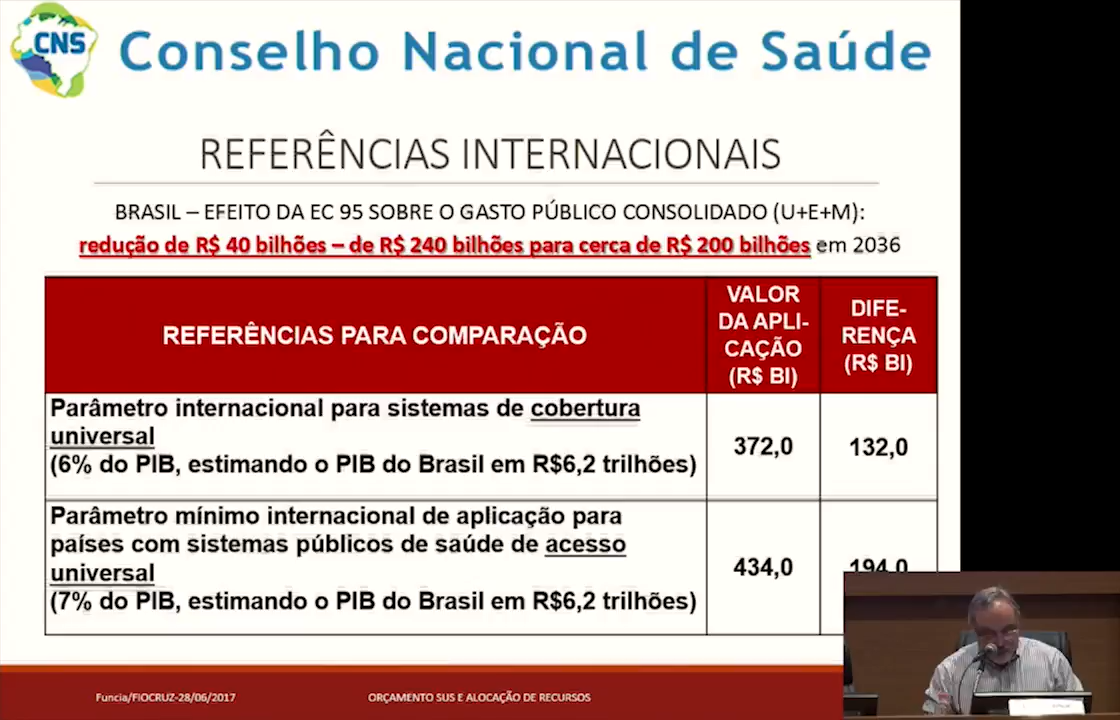 CNS
Conselho Nacional de Saúde
REFERÊNCIAS INTERNACIONAIS
BRASIL – EFEITO DA EC 95 SOBRE O GASTO PÚBLICO CONSOLIDADO (U+E+M):
redução de R$ 40 bilhões – de R$ 240 bilhões para cerca de R$ 200 bilhões em 2036
REFERÊNCIAS PARA COMPARAÇÃO
VALOR
DA APLI-
CAÇÃO
(R$ BI)
DIFE-
RENÇA
(R$ BI)
Parâmetro internacional para sistemas de cobertura
universal
(6% do PIB, estimando o PIB do Brasil em R$6,2 trilhões)
372,0
132,0
Parâmetro mínimo internacional de aplicação para
países com sistemas públicos de saúde de acesso
universal
(7% do PIB, estimando o PIB do Brasil em R$6,2 trilhões)
434,0
194,0
Funcia/FIOCRUZ-28/06/2017
ORÇAMENTO SUS E ALOCAÇÃO DE RECURSOS